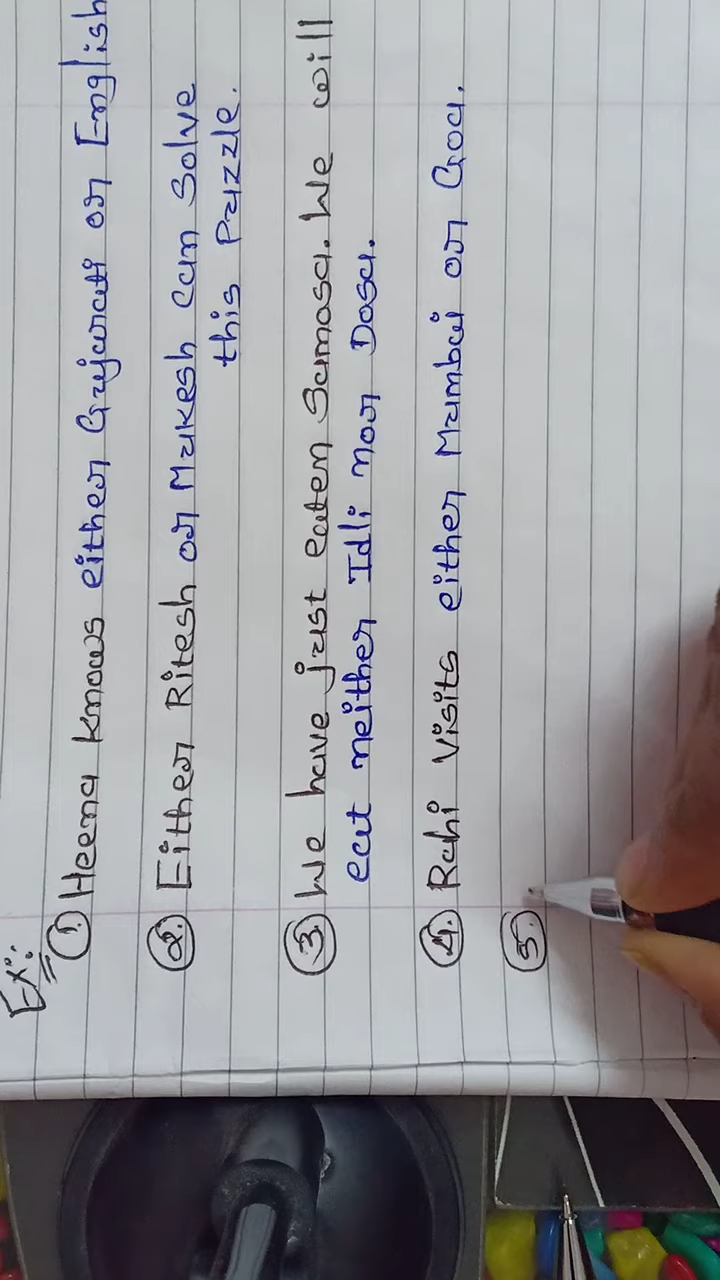 Ex:
1. Heena knows either Gujarati or English
2. Either Ritesh or Mukesh can Solve
this Puzzle.
3. We have just eaten Samosa. We will
eat neither Idli nor Dosa.
4. Rahi Visits either Mumbai or Goa.
5.